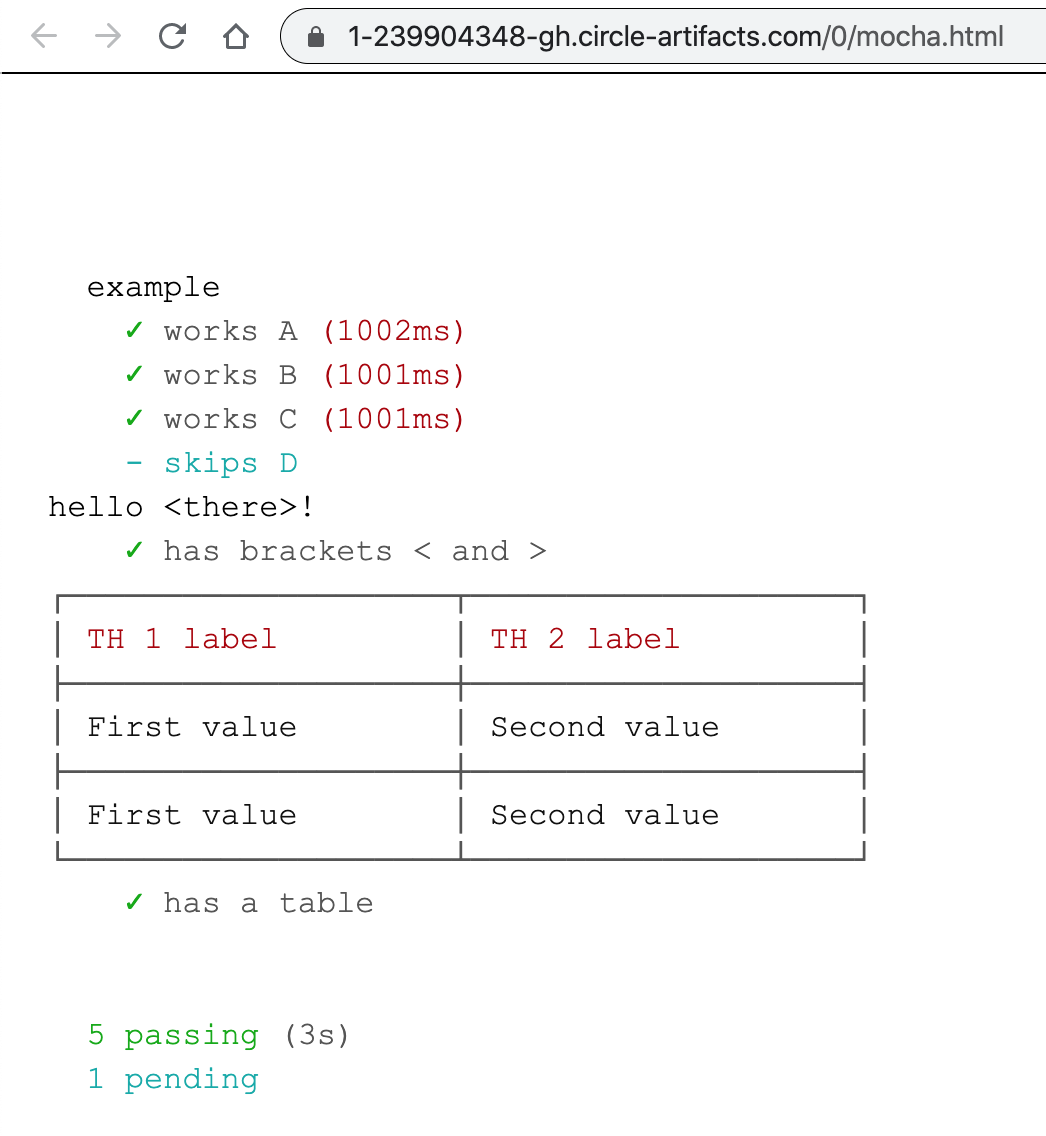 1-239904348-gh.circle-artifacts.com/0/mocha.html
example
✓ works A (1002ms)
✓ works B (1001ms)
✓ works C (1001ms)
- skips D
hello <there>!
✓ has brackets < and >
TH 1 label TH 2 label
First value Second value
First value Second value
✓ has a table
5 passing (3s)
1 pending